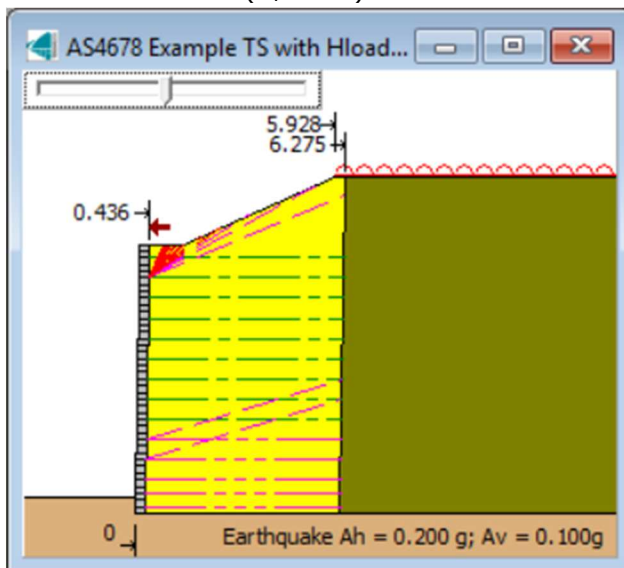 AS4678 Example TS with Hload...
5.928
6.275
0.436
0
Earthquake Ah = 0.200 g; Av = 0.100g